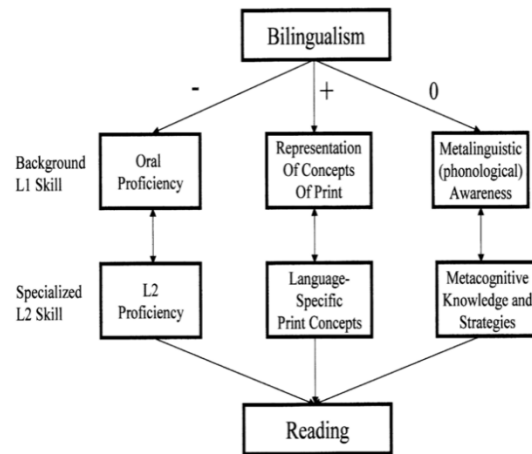 Bilingualism
-
+
0
Background
L1 Skill
Oral
Proficiency
Representation
Of Concepts
Of Print
Metalinguistic
(phonological)
Awareness
Specialized
L2 Skill
L2
Proficiency
Language-
Specific
Print Concepts
Metacognitive
Knowledge and
Strategies
Reading